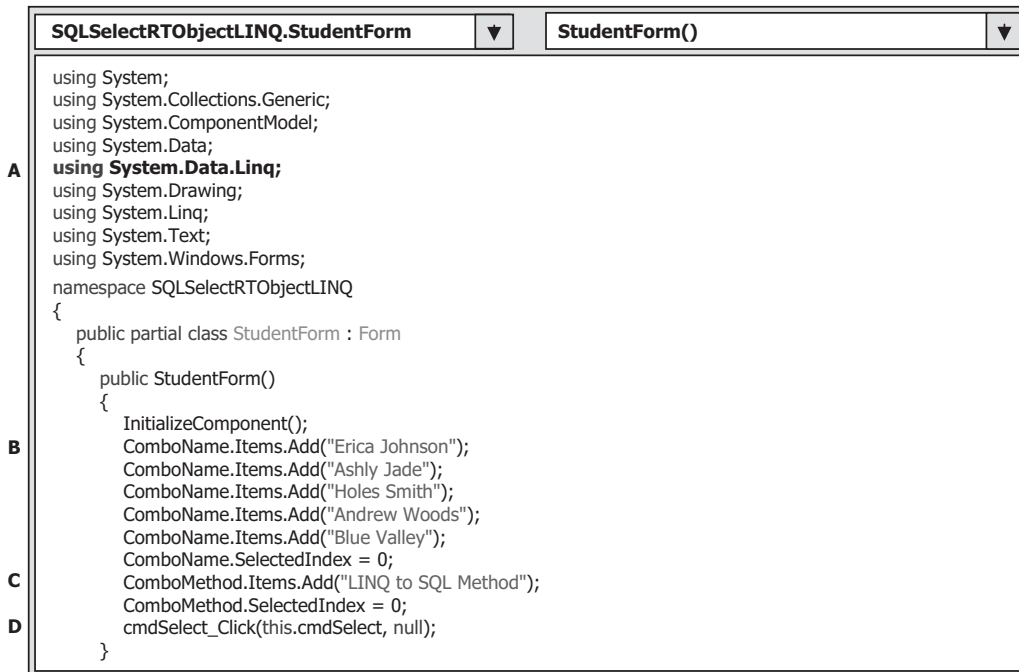 SQLSelectRTObjectLINQ.StudentForm StudentForm()
using System;
using System.Collections.Generic;
using System.ComponentModel;
using System.Data;
A using System.Data.Linq;
using System.Drawing;
using System.Linq;
using System.Text;
using System.Windows.Forms;
namespace SQLSelectRTObjectLINQ
{
public partial class StudentForm : Form
{
public StudentForm()
{
InitializeComponent();
B ComboName.Items.Add("Erica Johnson");
ComboName.Items.Add("Ashly Jade");
ComboName.Items.Add("Holes Smith");
ComboName.Items.Add("Andrew Woods");
ComboName.Items.Add("Blue Valley");
ComboName.SelectedIndex = 0;
C ComboMethod.Items.Add("LINQ to SQL Method");
ComboMethod.SelectedIndex = 0;
D cmdSelect_Click(this.cmdSelect, null);
}